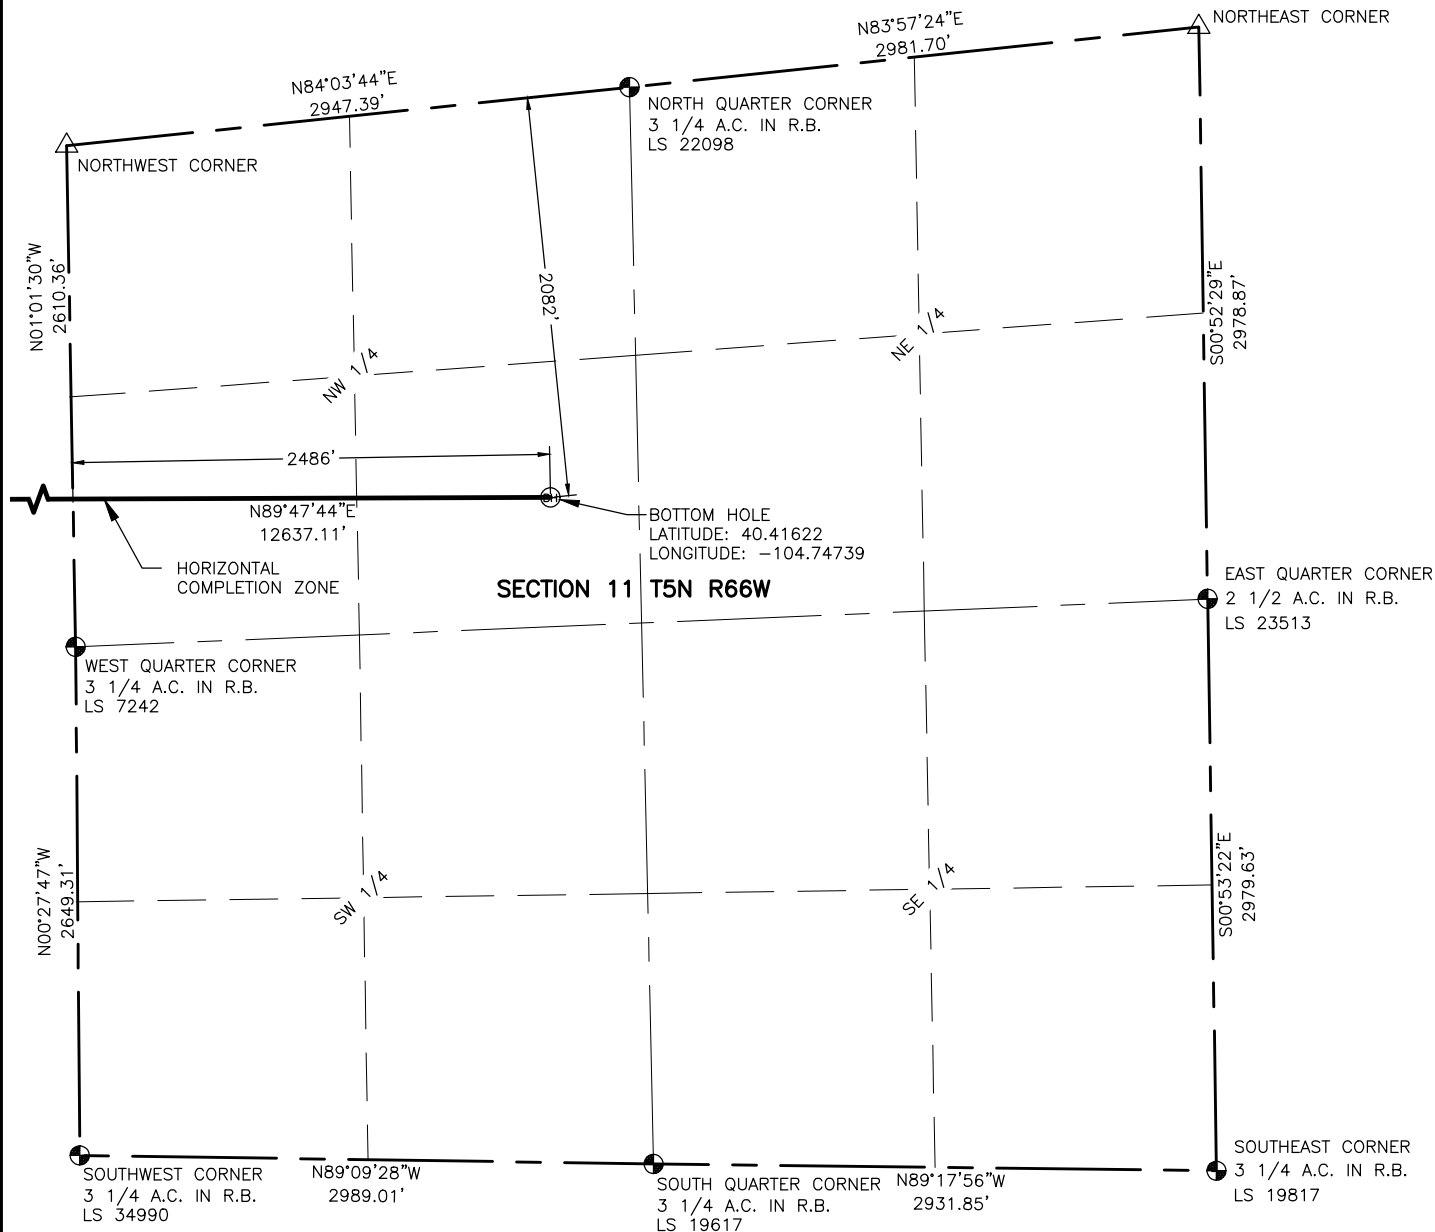 NORTHEAST CORNER
N83°57'24"E
2981.70'
N84°03'44"E
2947.39'
NORTH QUARTER CORNER
3 1/4 A.C. IN R.B.
LS 22098
NORTHWEST CORNER
N01°01'30"W
2610.36'
2082'
S00°52'29"E
2978.87'
NW 1/4
NE 1/4
2486'
BH
N89°47'44"E
12637.11'
BOTTOM HOLE
LATITUDE: 40.41622
LONGITUDE: -104.74739
HORIZONTAL
COMPLETION ZONE
SECTION 11 T5N R66W
EAST QUARTER CORNER
2 1/2 A.C. IN R.B.
LS 23513
WEST QUARTER CORNER
3 1/4 A.C. IN R.B.
LS 7242
N00°27'47"W
2649.31'
SW 1/4
SE 1/4
S00°53'22"E
2979.63'
SOUTHWEST CORNER
3 1/4 A.C. IN R.B.
LS 34990
N89°09'28"W
2989.01'
SOUTH QUARTER CORNER
3 1/4 A.C. IN R.B.
LS 19617
N89°17'56"W
2931.85'
SOUTHEAST CORNER
3 1/4 A.C. IN R.B.
LS 19817